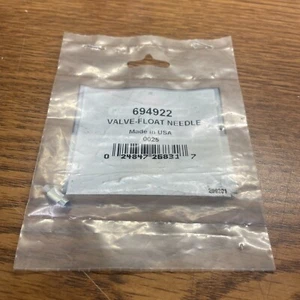 694922
VALVE-FLOAT NEEDLE
Made in USA
0025
0 24847 26831 7